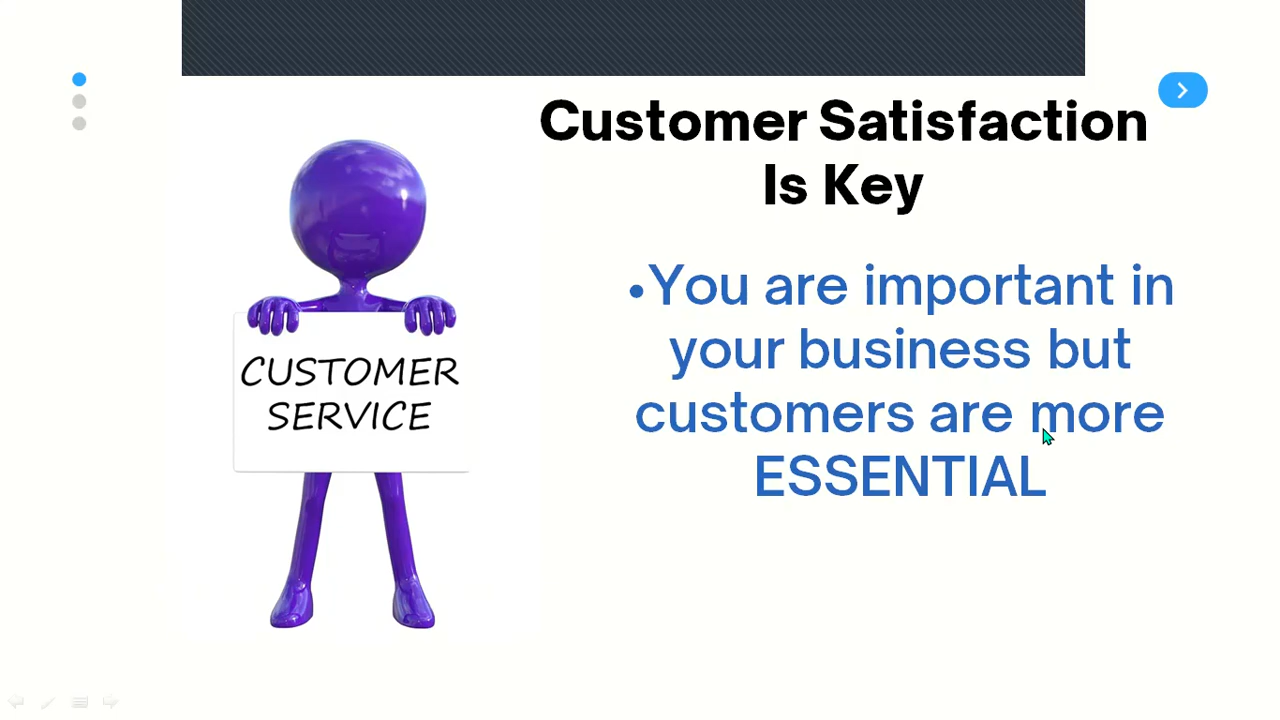 Customer Satisfaction
Is Key
•You are important in
your business but
customers are more
ESSENTIAL
CUSTOMER
SERVICE